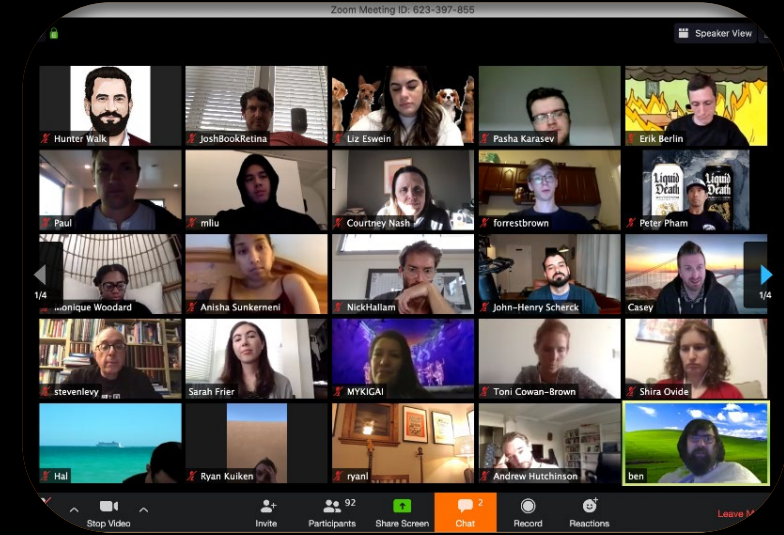 Zoom Meeting ID: 623-397-855
Speaker View
Hunter Walk
JoshBookRetina
Liz Eswein
Pasha Karasev
Erik Berlin
Paul
mliu
Courtney Nash
forrestbrown
Liquid Death
Liquid Death
Peter Pham
1/4
Monique Woodard
Anisha Sunkerneni
NickHallam
John-Henry Scherck
Casey
1/4
stevenlevy
Sarah Frier
MYKIGAI
Toni Cowan-Brown
Shira Ovide
Hal
Ryan Kuiken
ryanl
Andrew Hutchinson
ben
92
2
Stop Video
Invite
Participants
Share Screen
Chat
Record
Reactions
Leave